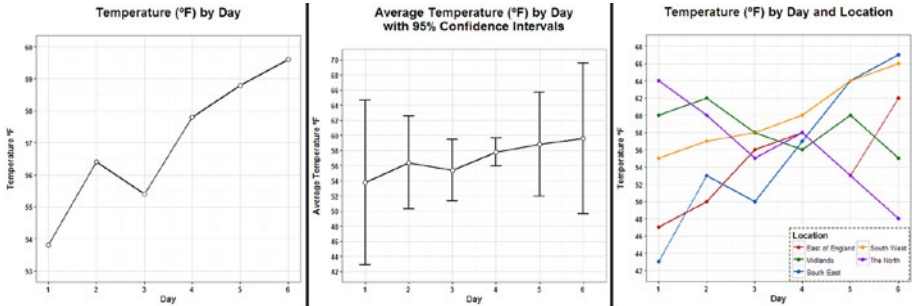 Temperature (ºF) by Day
Temperature ºF
60
59
58
57
56
55
54
53
1 2 3 4 5 6
Day
Average Temperature (ºF) by Day
with 95% Confidence Intervals
Average Temperature ºF
70
68
66
64
62
60
58
56
54
52
50
48
46
44
42
1 2 3 4 5 6
Day
Temperature (ºF) by Day and Location
Temperature ºF
68
66
64
62
60
58
56
54
52
50
48
46
44
42
1 2 3 4 5 6
Day
Location
East of England
South West
Midlands
The North
South East